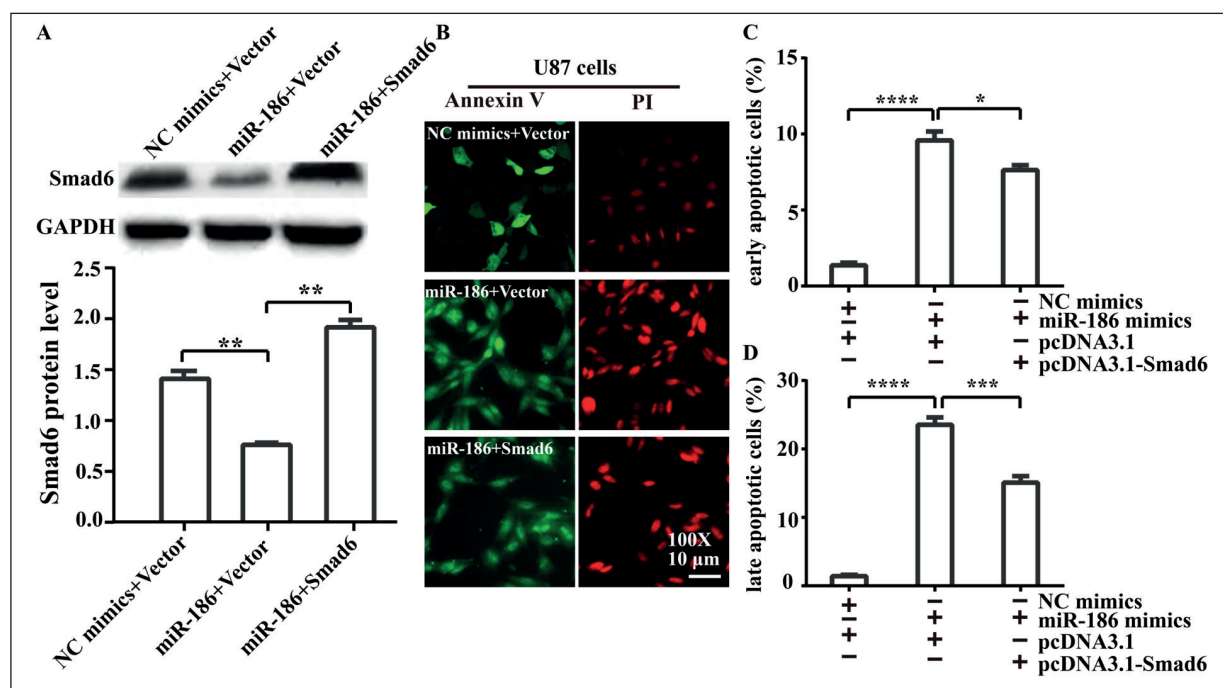 A
NC mimics+Vector
miR-186+Vector
miR-186+Smad6
Smad6
GAPDH
Smad6 protein level
2.5
2.0
1.5
1.0
0.5
0.0
**
**
NC mimics+Vector
miR-186+Vector
miR-186+Smad6
B
U87 cells
Annexin V PI
NC mimics+Vector
miR-186+Vector
miR-186+Smad6
100X
10 µm
C
early apoptotic cells (%)
15
10
5
0
**** *
+ − − NC mimics
− + + miR-186 mimics
+ + − pcDNA3.1
− − + pcDNA3.1-Smad6
D
late apoptotic cells (%)
30
20
10
0
**** ***
+ − − NC mimics
− + + miR-186 mimics
+ + − pcDNA3.1
− − + pcDNA3.1-Smad6